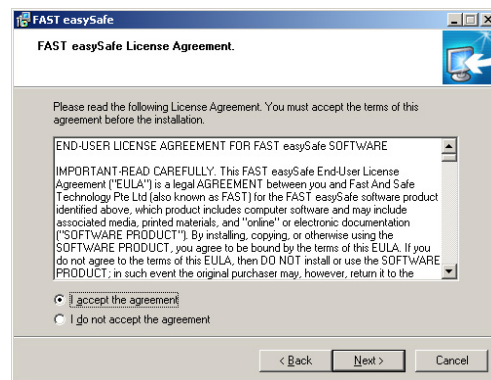 FAST easySafe
FAST easySafe License Agreement.
Please read the following License Agreement. You must accept the terms of this
agreement before the installation.
END-USER LICENSE AGREEMENT FOR FAST easySafe SOFTWARE
IMPORTANT-READ CAREFULLY. This FAST easySafe End-User License
Agreement ("EULA") is a legal AGREEMENT between you and Fast And Safe
Technology Pte Ltd (also known as FAST) for the FAST easySafe software product
identified above, which product includes computer software and may include
associated media, printed materials, and "online" or electronic documentation
("SOFTWARE PRODUCT"). By installing, copying, or otherwise using the
SOFTWARE PRODUCT, you agree to be bound by the terms of this EULA. If you
do not agree to the terms of this EULA, then DO NOT install or use the SOFTWARE
PRODUCT; in such event the original purchaser may, however, return it to the
I accept the agreement
I do not accept the agreement
< Back Next > Cancel